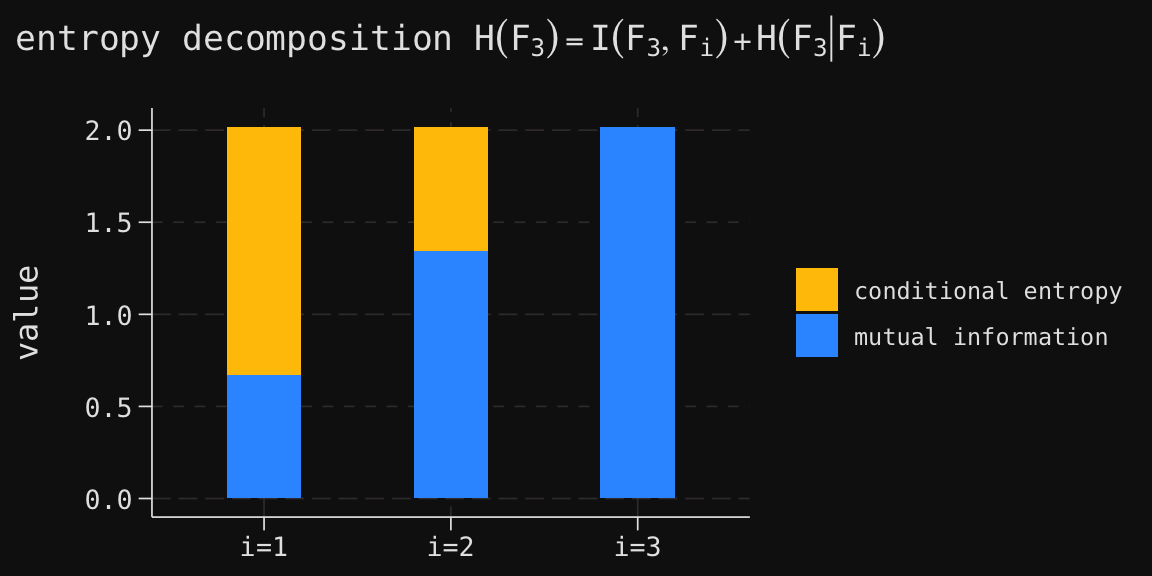 entropy decomposition H(F₃) = I(F₃, Fᵢ) + H(F₃|Fᵢ)
2.0
1.5
1.0
0.5
0.0
value
i=1 i=2 i=3
conditional entropy
mutual information